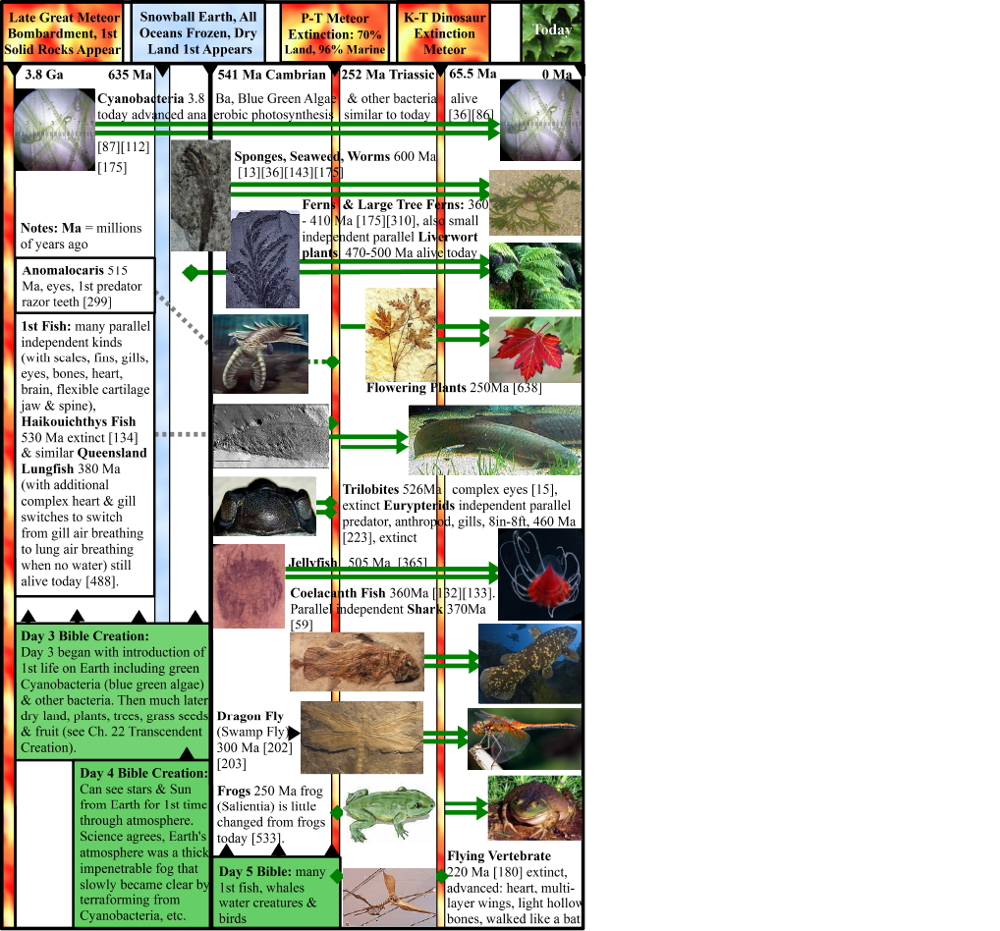 Late Great Meteor
Bombardment, 1st
Solid Rocks Appear
Snowball Earth, All
Oceans Frozen, Dry
Land 1st Appears
P-T Meteor
Extinction: 70%
Land, 96% Marine
K-T Dinosaur
Extinction
Meteor
Today
3.8 Ga 635 Ma 541 Ma Cambrian 252 Ma Triassic 65.5 Ma 0 Ma
Cyanobacteria 3.8 Ba, Blue Green Algae & other bacteria alive
today advanced ana erobic photosynthesis similar to today [36][86]
[87][112]
[175]
Sponges, Seaweed, Worms 600 Ma
[13][36][143][175]
Ferns & Large Tree Ferns: 360
- 410 Ma [175][310], also small
independent parallel Liverwort
plants 470-500 Ma alive today
Notes: Ma = millions
of years ago
Anomalocaris 515
Ma, eyes, 1st predator
razor teeth [299]
1st Fish: many parallel
independent kinds
(with scales, fins, gills,
eyes, bones, heart,
brain, flexible cartilage
jaw & spine),
Haikouichthys Fish
530 Ma extinct [134]
& similar Queensland
Lungfish 380 Ma
(with additional
complex heart & gill
switches to switch
from gill air breathing
to lung air breathing
when no water) still
alive today [488].
Flowering Plants 250Ma [638]
Trilobites 526Ma complex eyes [15],
extinct Eurypterids independent parallel
predator, anthropod, gills, 8in-8ft, 460 Ma
[223], extinct
Jellyfish 505 Ma [365]
Coelacanth Fish 360Ma [132][133].
Parallel independent Shark 370Ma
[59]
Day 3 Bible Creation:
Day 3 began with introduction of
1st life on Earth including green
Cyanobacteria (blue green algae)
& other bacteria. Then much later
dry land, plants, trees, grass seeds
& fruit (see Ch. 22 Transcendent
Creation).
Dragon Fly
(Swamp Fly)
300 Ma [202]
[203]
Day 4 Bible Creation:
Can see stars & Sun
from Earth for 1st time
through atmosphere.
Science agrees, Earth's
atmosphere was a thick
impenetrable fog that
slowly became clear by
terraforming from
Cyanobacteria, etc.
Frogs 250 Ma frog
(Salientia) is little
changed from frogs
today [533].
Day 5 Bible: many
1st fish, whales
water creatures &
birds
Flying Vertebrate
220 Ma [180] extinct,
advanced: heart, multi-
layer wings, light hollow
bones, walked like a bat